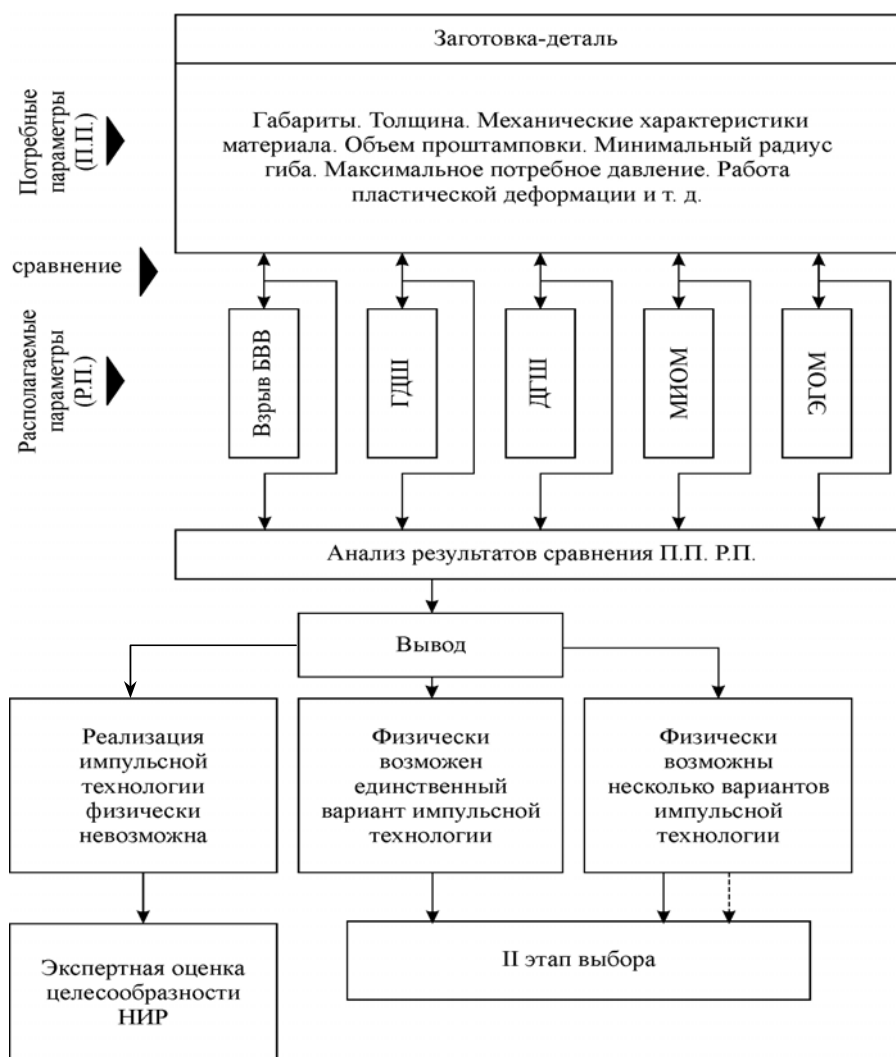 Заготовка-деталь
Потребные
параметры
(П.П.)
Габариты. Толщина. Механические характеристики
материала. Объем проштамповки. Минимальный радиус
гиба. Максимальное потребное давление. Работа
пластической деформации и т. д.
сравнение
Располагаемые
параметры
(Р.П.)
Взрыв БВВ
ГДШ
ДГШ
МИОМ
ЭГОМ
Анализ результатов сравнения П.П. Р.П.
Вывод
Реализация
импульсной
технологии
физически
невозможна
Физически
возможен
единственный
вариант импульсной
технологии
Физически
возможны
несколько вариантов
импульсной
технологии
Экспертная оценка
целесообразности
НИР
II этап выбора